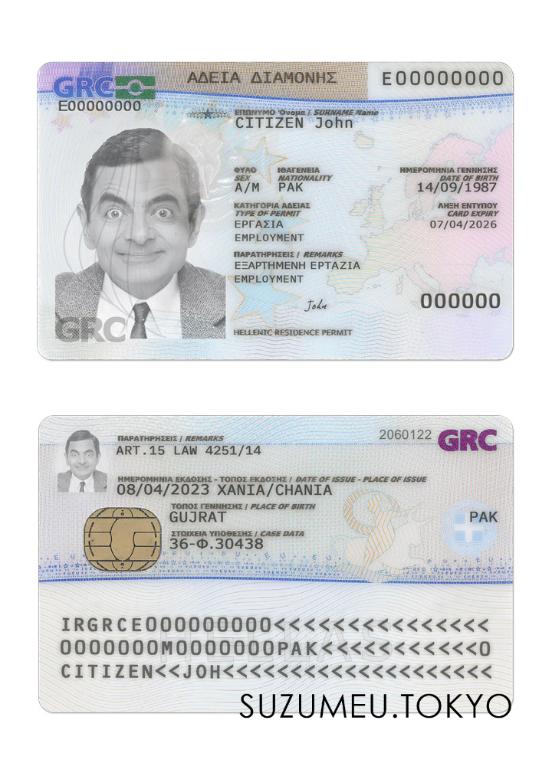 GRC
ΑΔΕΙΑ ΔΙΑΜΟΝΗΣ
E00000000
E00000000
ΕΠΩΝΥΜΟ Όνομα / SURNAME Name
CITIZEN John
ΦΥΛΟ ΙΘΑΓΕΝΕΙΑ ΗΜΕΡΟΜΗΝΙΑ ΓΕΝΝΗΣΗΣ
SEX NATIONALITY DATE OF BIRTH
A/M PAK 14/09/1987
ΚΑΤΗΓΟΡΙΑ ΑΔΕΙΑΣ ΛΗΞΗ ΕΝΤΥΠΟΥ
TYPE OF PERMIT CARD EXPIRY
ΕΡΓΑΣΙΑ 07/04/2026
EMPLOYMENT
ΠΑΡΑΤΗΡΗΣΕΙΣ / REMARKS
ΕΞΑΡΤΗΜΕΝΗ ΕΡΤΑΖΙΑ
EMPLOYMENT
John
000000
GRC
HELLENIC RESIDENCE PERMIT
ΠΑΡΑΤΗΡΗΣΕΙΣ / REMARKS
2060122 GRC
ART.15 LAW 4251/14
ΗΜΕΡΟΜΗΝΙΑ ΕΚΔΟΣΗΣ - ΤΟΠΟΣ ΕΚΔΟΣΗΣ / DATE OF ISSUE - PLACE OF ISSUE
08/04/2023 ΧΑΝΙΑ/CHANIA
ΤΟΠΟΣ ΓΕΝΝΗΣΗΣ / PLACE OF BIRTH
GUJRAT
PAK
ΣΤΟΙΧΕΙΑ ΥΠΟΘΕΣΗΣ / CASE DATA
36-Φ.30438
IRGRCE000000000<<<<<<<<<<<<<<<
0000000M0000000PAK<<<<<<<<<<<0
CITIZEN<<JOH<<<<<<<<<<<<<<<<<<
SUZUMEU.TOKYO